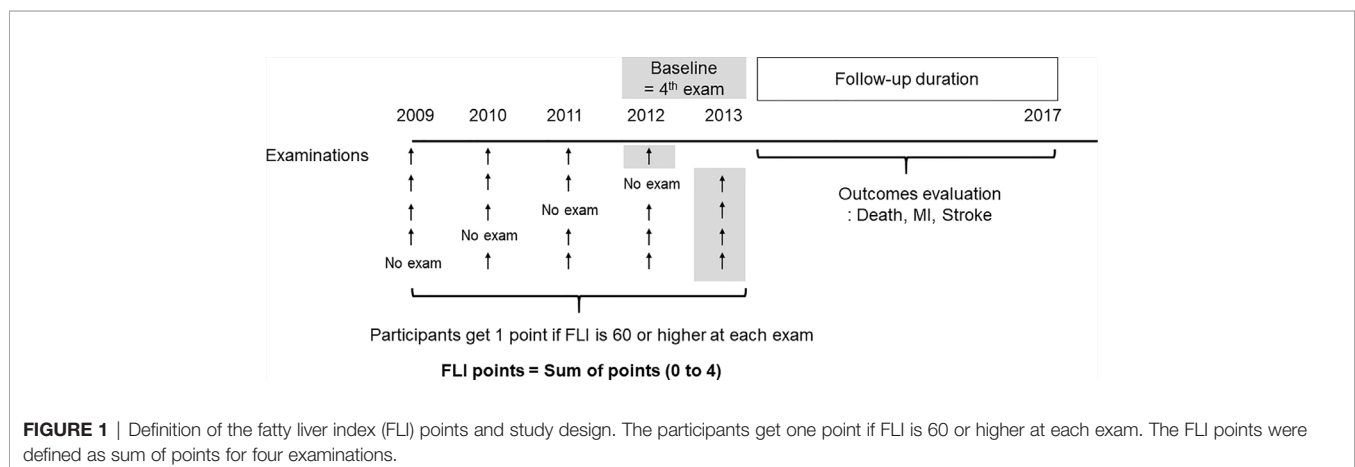 Baseline
= 4th exam
Follow-up duration
2009 2010 2011 2012 2013 2017
Examinations
No exam
No exam
No exam
No exam
Outcomes evaluation
: Death, MI, Stroke
Participants get 1 point if FLI is 60 or higher at each exam
FLI points = Sum of points (0 to 4)
FIGURE 1 | Definition of the fatty liver index (FLI) points and study design. The participants get one point if FLI is 60 or higher at each exam. The FLI points were
defined as sum of points for four examinations.